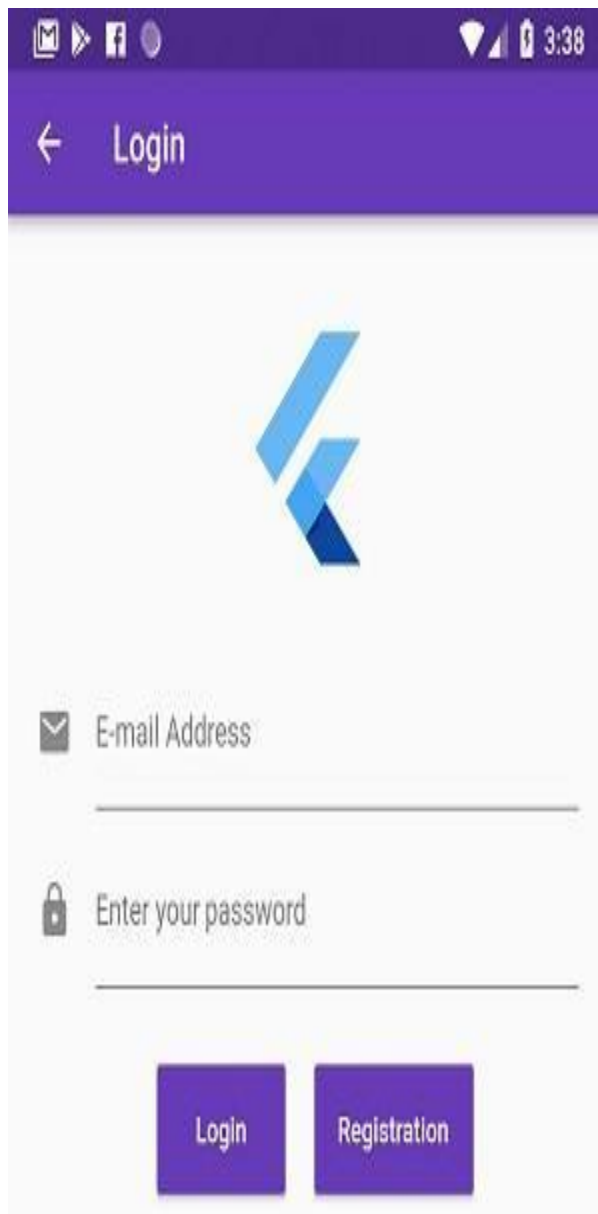 3:38
Login
E-mail Address
Enter your password
Login Registration